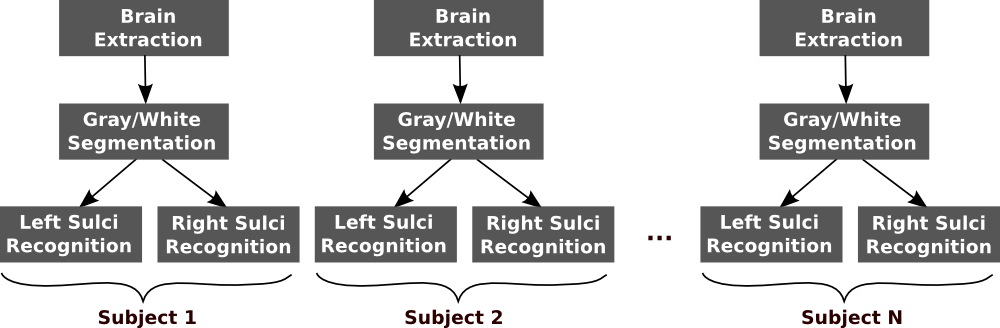 Brain
Extraction
Brain
Extraction
Brain
Extraction
Gray/White
Segmentation
Gray/White
Segmentation
Gray/White
Segmentation
Left Sulci
Recognition
Right Sulci
Recognition
Left Sulci
Recognition
Right Sulci
Recognition
...
Left Sulci
Recognition
Right Sulci
Recognition
Subject 1
Subject 2
Subject N